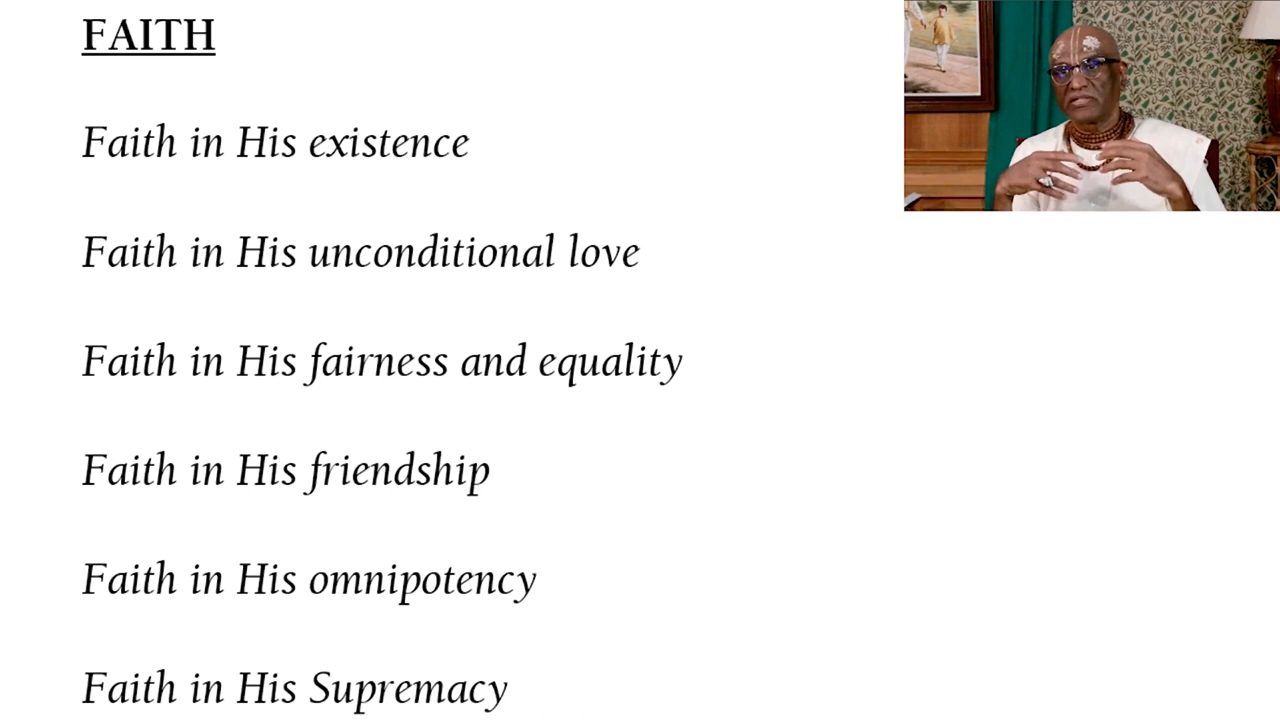 FAITH
Faith in His existence
Faith in His unconditional love
Faith in His fairness and equality
Faith in His friendship
Faith in His omnipotency
Faith in His Supremacy